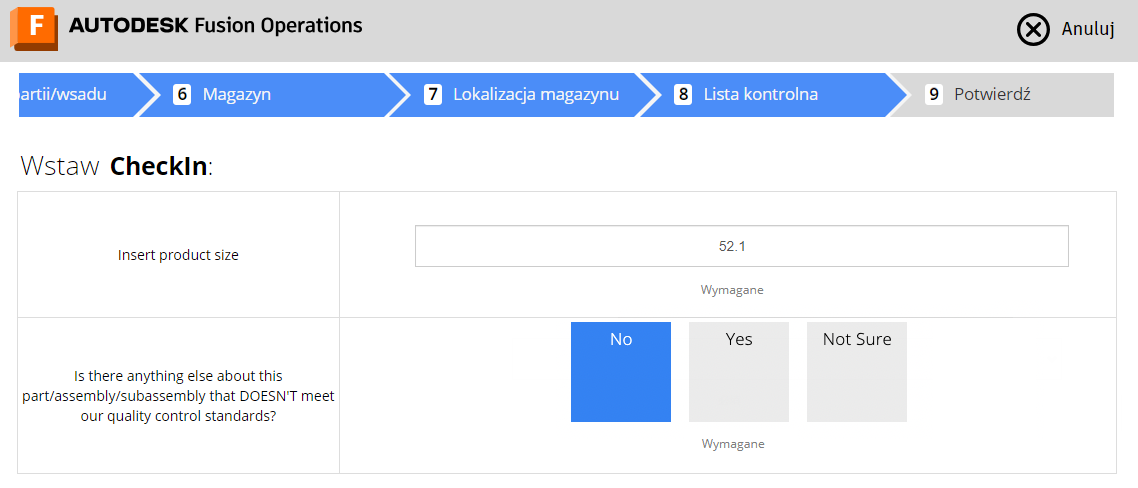 F AUTODESK Fusion Operations
Anuluj
artii/wsadu
6 Magazyn
7 Lokalizacja magazynu
8 Lista kontrolna
9 Potwierdź
Wstaw CheckIn:
Insert product size
52.1
Wymagane
Is there anything else about this
part/assembly/subassembly that DOESN'T meet
our quality control standards?
No
Yes
Not Sure
Wymagane